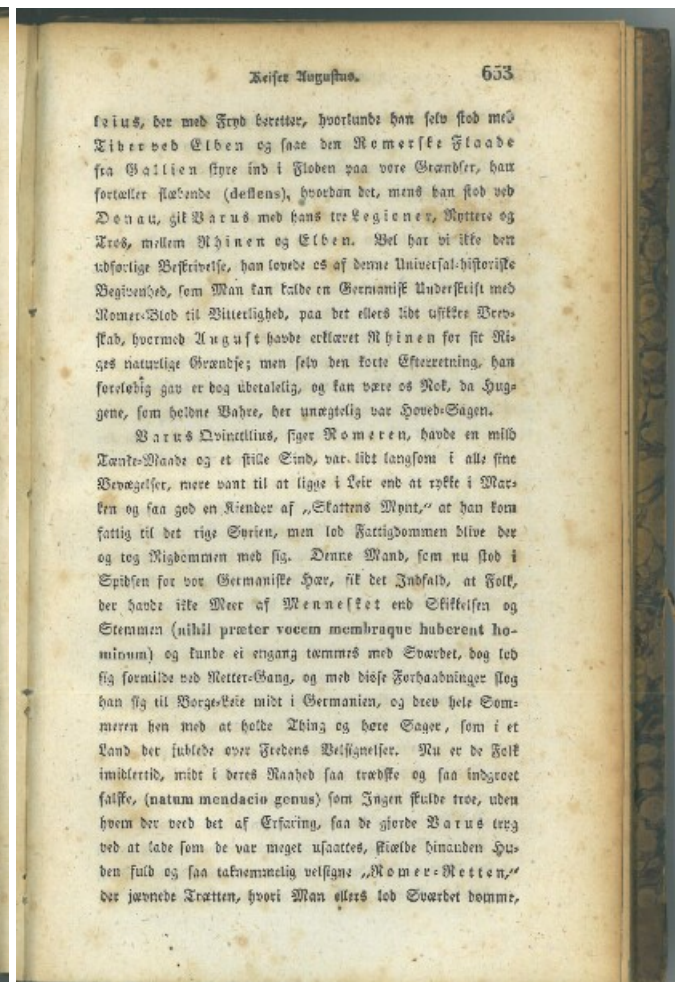 Keiser Augustus.
653
lejus, der med Fryd beretter, hvorlunde han selv stod med
Tiber ved Elben og saae den Romerske Flaade
fra Gallien styre ind i Floden paa vore Grændser, han
fortæller flæbende (deflens), hvordan det, mens han stod ved
Donau, gik Varus med hans tre Legioner, Ryttere og
Tros, mellem Rhinen og Elben. Vel har vi ikke den
udførlige Beskrivelse, han lovede os af denne Universal-historiske
Begivenhed, som Man kan kalde en Germanisk Underskrift med
Romer-Blod til Vitterlighed, paa det ellers lidt usikkre Brev-
skab, hvormed August havde erklæret Rhinen for sit Ri-
ges naturlige Grændse; men selv den korte Efterretning, han
foreløbig gav er dog ubetalelig, og kan være os Nok, da Hug-
gene, som holdne Vahre, her unægtelig var Hoved-Sagen.
Varus Qvinctilius, siger Romeren, havde en mild
Tænke-Maade og et stille Sind, var lidt langsom i alle sine
Bevægelser, mere vant til at ligge i Leir end at rykke i Mar-
ken og saa god en Kiender af „Skattens Mynt,“ at han kom
fattig til det rige Syrien, men lod Fattigdommen blive der
og tog Rigdommen med sig. Denne Mand, som nu stod i
Spidsen for vor Germaniske Hær, fik det Indfald, at Folk,
der havde ikke Meer af Mennesket end Skikkelsen og
Stemmen (nihil præter vocem membraque haberent ho-
minum) og kunde ei engang tæmmes med Sværdet, dog lod
sig formilde ved Retter-Gang, og med disse Forhaabninger slog
han sig til Borge-Leie midt i Germanien, og drev hele Som-
meren hen med at holde Thing og høre Sager, som i et
Land der jublede over Fredens Velsignelser. Nu er de Folk
imidlertid, midt i deres Raahed saa trædske og saa indgroet
falske, (natum mendacio genus) som Ingen skulde troe, uden
hvem der veed det af Erfaring, saa de gjorde Varus tryg
ved at lade som de var meget usaattes, skiælde hinanden Hu-
den fuld og saa taknemmelig velsigne „Romer-Retten,“
der jævnede Trætten, hvori Man ellers lod Sværdet dømme,